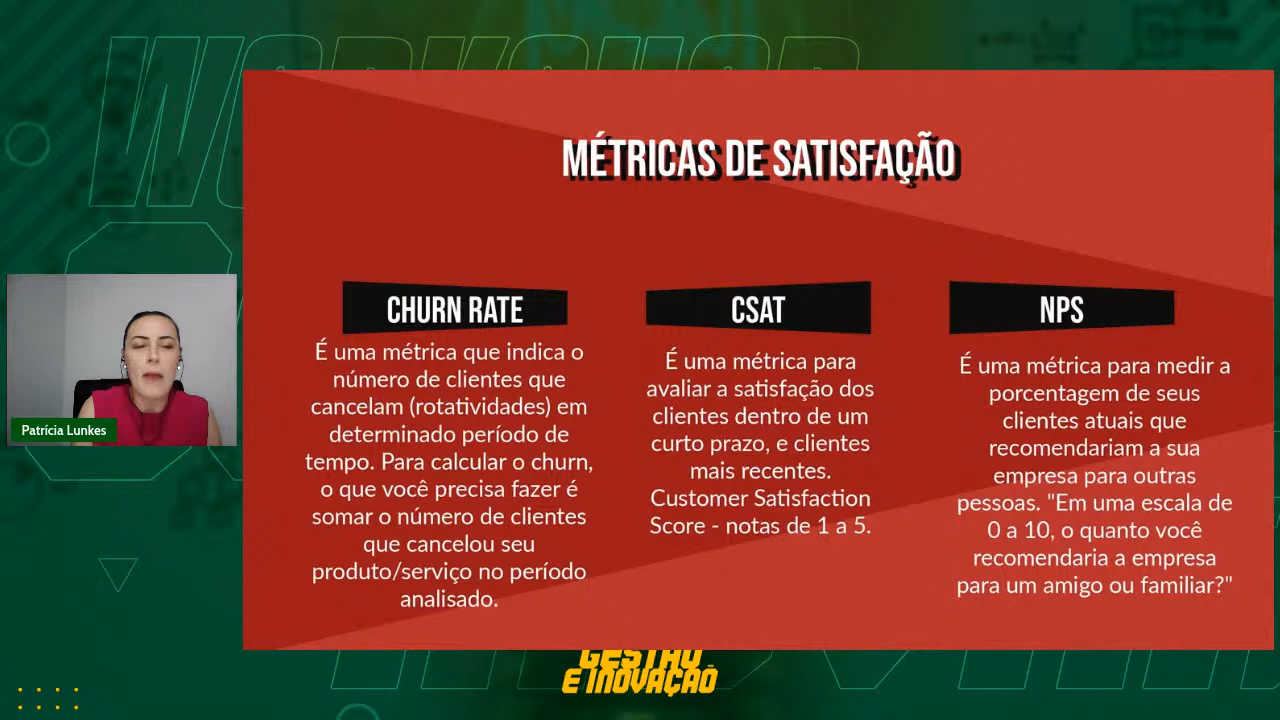 WORKSHOP
MÉTRICAS DE SATISFAÇÃO
CHURN RATE
É uma métrica que indica o
número de clientes que
cancelam (rotatividades) em
determinado período de
tempo. Para calcular o churn,
o que você precisa fazer é
somar o número de clientes
que cancelou seu
produto/serviço no período
analisado.
CSAT
É uma métrica para
avaliar a satisfação dos
clientes dentro de um
curto prazo, e clientes
mais recentes.
Customer Satisfaction
Score - notas de 1 a 5.
NPS
É uma métrica para medir a
porcentagem de seus
clientes atuais que
recomendariam a sua
empresa para outras
pessoas. "Em uma escala de
0 a 10, o quanto você
recomendaria a empresa
para um amigo ou familiar?"
Patrícia Lunkes
GESTÃO
E INOVAÇÃO